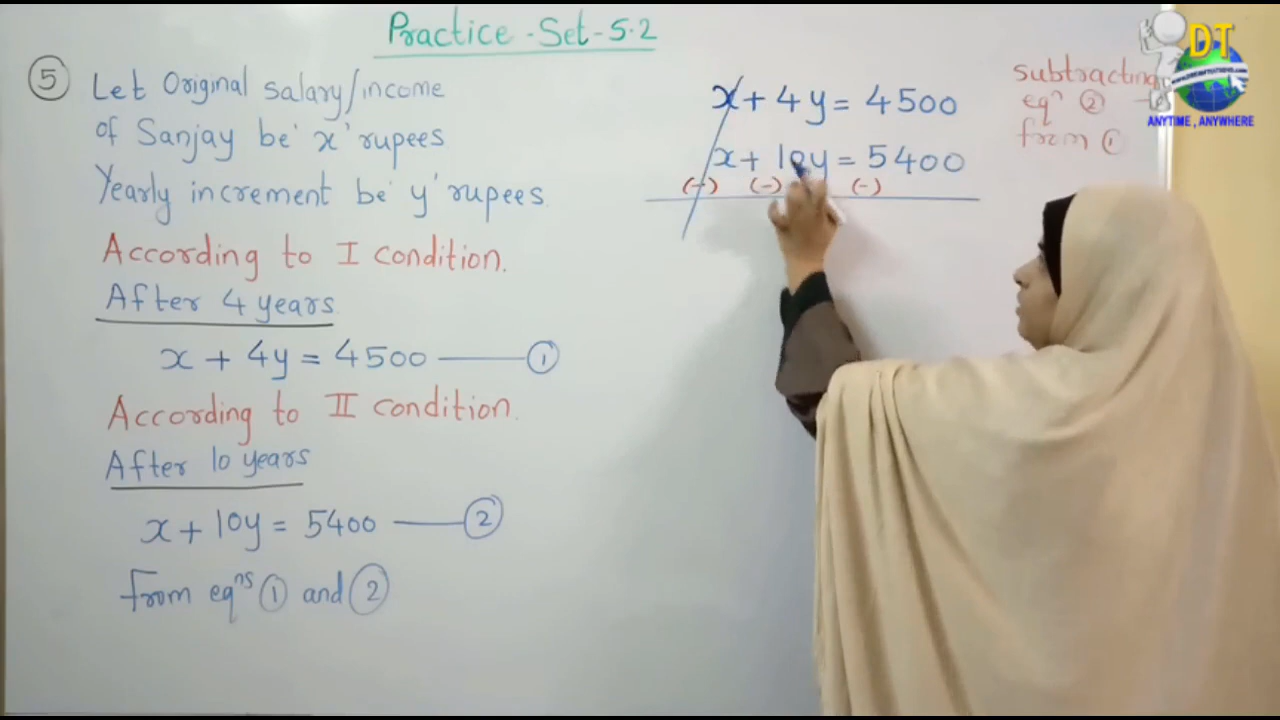 Practice-Set-5.2
5 Let Original salary/income
of Sanjay be 'x' rupees
Yearly increment be 'y' rupees.
According to I condition.
After 4 years
x + 4y = 4500 —— 1
According to II condition.
After 10 years
x + 10y = 5400 —— 2
from eqns 1 and 2
x + 4y = 4500
x + 10y = 5400
(-) (-) (-)
subtracting
eqn 2
from 1
DT
ANYTIME, ANYWHERE